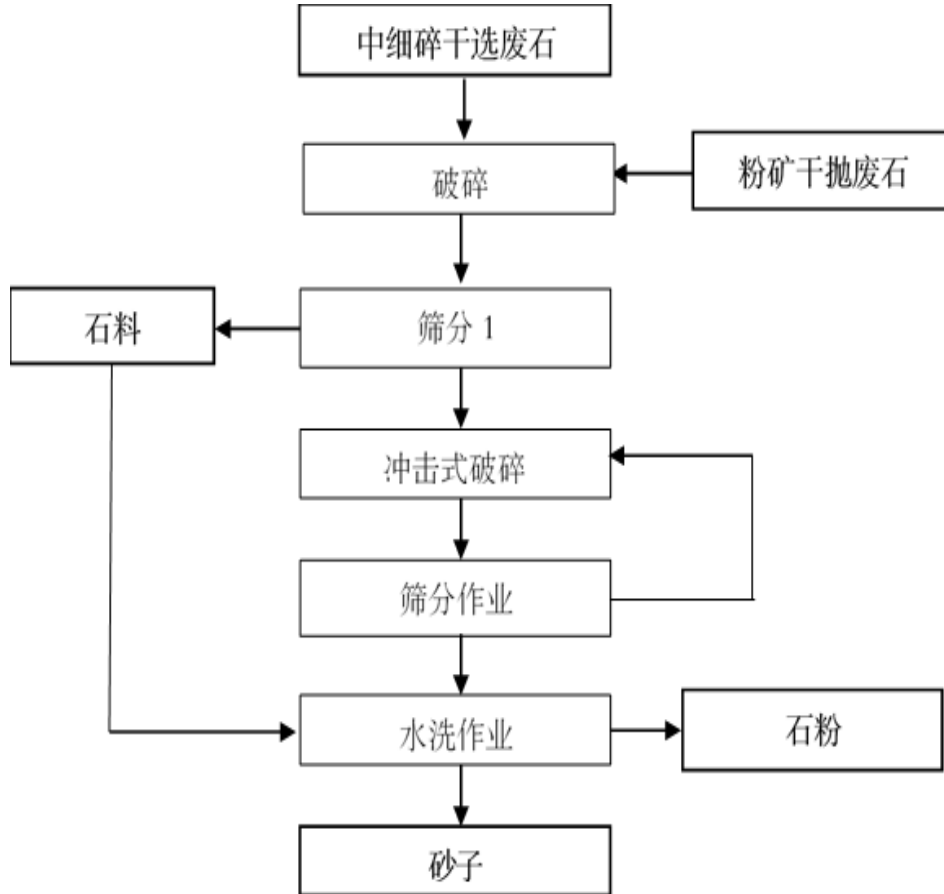 中细碎干选废石
破碎
粉矿干抛废石
石料
筛分1
冲击式破碎
筛分作业
水洗作业
石粉
砂子